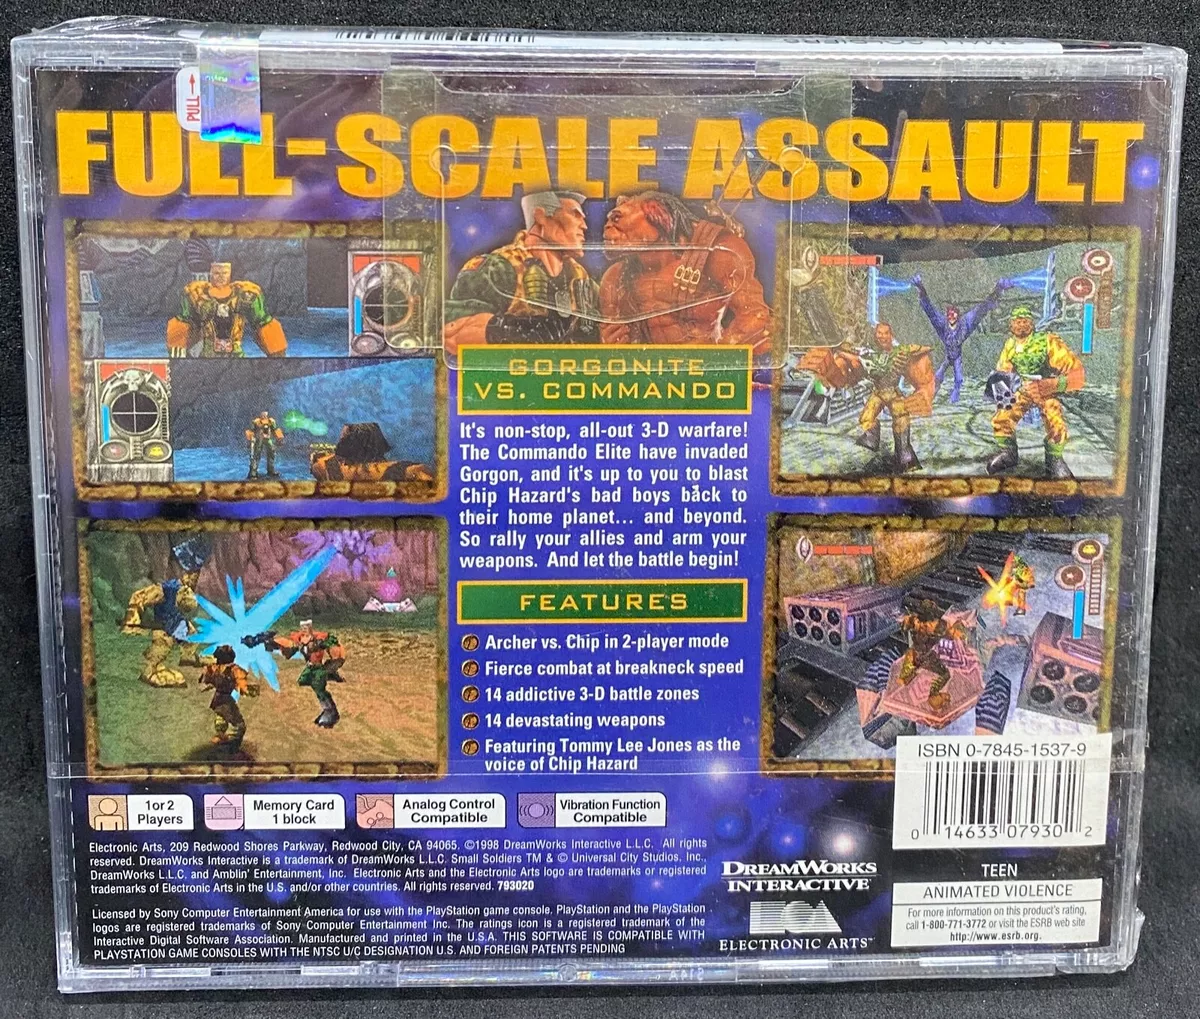 PULL→
FULL-SCALE ASSAULT
GORGONITE
VS. COMMANDO
It's non-stop, all-out 3-D warfare!
The Commando Elite have invaded
Gorgon, and it's up to you to blast
Chip Hazard's bad boys back to
their home planet... and beyond.
So rally your allies and arm your
weapons. And let the battle begin!
FEATURES
Archer vs. Chip in 2-player mode
Fierce combat at breakneck speed
14 addictive 3-D battle zones
14 devastating weapons
Featuring Tommy Lee Jones as the
voice of Chip Hazard
1 or 2
Players
Memory Card
1 block
Analog Control
Compatible
Vibration Function
Compatible
Electronic Arts, 209 Redwood Shores Parkway, Redwood City, CA 94065. ©1998 DreamWorks Interactive L.L.C. All rights
reserved. DreamWorks Interactive is a trademark of DreamWorks L.L.C. Small Soldiers TM & © Universal City Studios, Inc.,
DreamWorks L.L.C. and Amblin' Entertainment, Inc. Electronic Arts and the Electronic Arts logo are trademarks or registered
trademarks of Electronic Arts in the U.S. and/or other countries. All rights reserved. 793020
Licensed by Sony Computer Entertainment America for use with the PlayStation game console. PlayStation and the PlayStation
logos are registered trademarks of Sony Computer Entertainment Inc. The ratings icon is a registered trademark of the
Interactive Digital Software Association. Manufactured and printed in the U.S.A. THIS SOFTWARE IS COMPATIBLE WITH
PLAYSTATION GAME CONSOLES WITH THE NTSC U/C DESIGNATION U.S. AND FOREIGN PATENTS PENDING
DREAMWORKS
INTERACTIVE
ELECTRONIC ARTS™
ISBN 0-7845-1537-9
0 14633 07930 2
TEEN
ANIMATED VIOLENCE
For more information on this product's rating,
call 1-800-771-3772 or visit the ESRB web site
http://www.esrb.org.